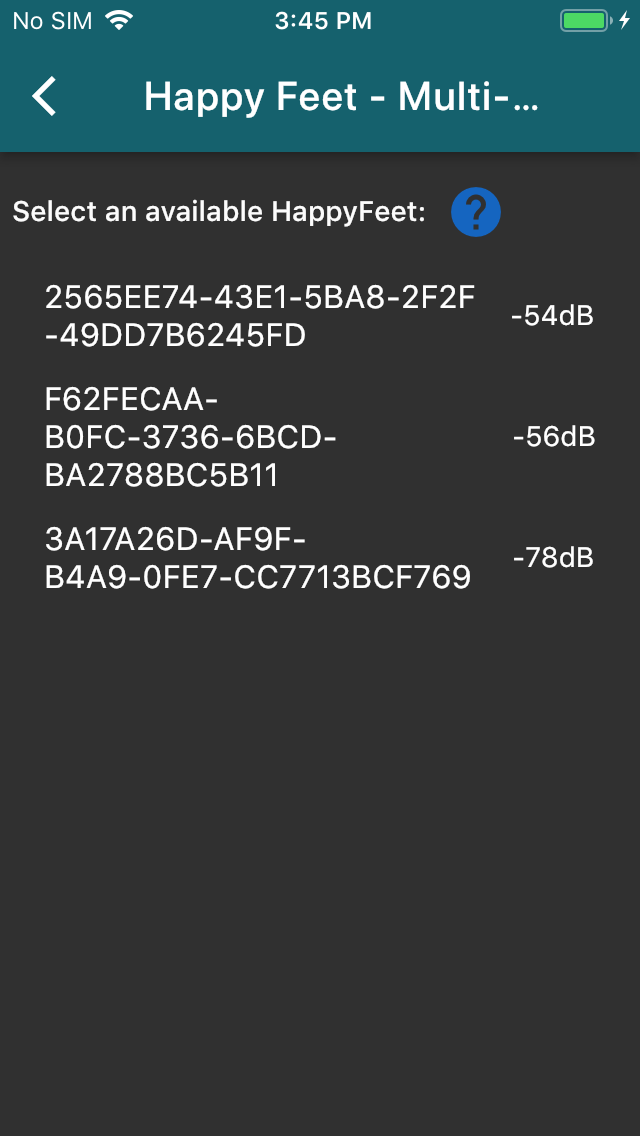 No SIM 3:45 PM
Happy Feet - Multi-...
Select an available HappyFeet: ?
2565EE74-43E1-5BA8-2F2F
-49DD7B6245FD
-54dB
F62FECAA-
B0FC-3736-6BCD-
BA2788BC5B11
-56dB
3A17A26D-AF9F-
B4A9-0FE7-CC7713BCF769
-78dB